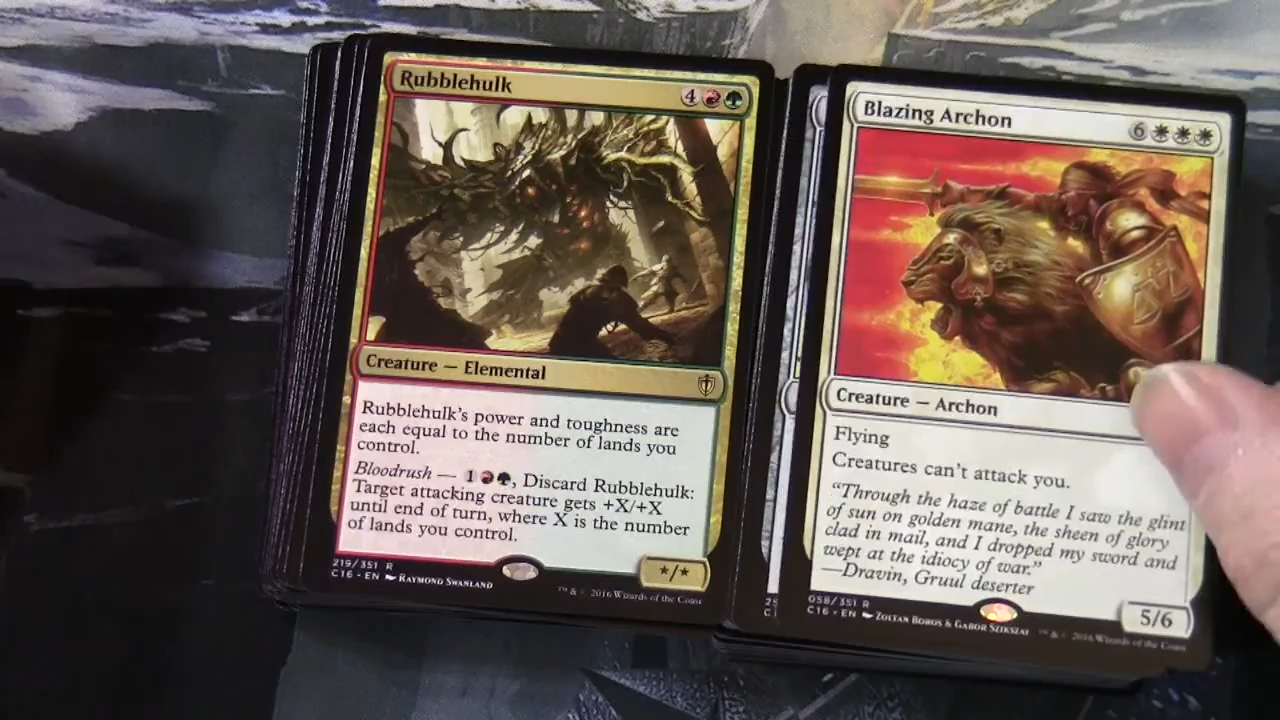 Rubblehulk
4
Creature — Elemental
Rubblehulk's power and toughness are
each equal to the number of lands you
control.
Bloodrush — 1, Discard Rubblehulk:
Target attacking creature gets +X/+X
until end of turn, where X is the number
of lands you control.
219/351 R
C16 • EN RAYMOND SWANLAND
™ & © 2016 Wizards of the Coast
*/*
Blazing Archon
6
Creature — Archon
Flying
Creatures can't attack you.
"Through the haze of battle I saw the glint
of sun on golden mane, the sheen of glory
clad in mail, and I dropped my sword and
wept at the idiocy of war."
—Dravin, Gruul deserter
058/351 R
C16 • EN ZOLTAN BOROS & GABOR SZIKSZAI
™ & © 2016 Wizards of the Coast
5/6